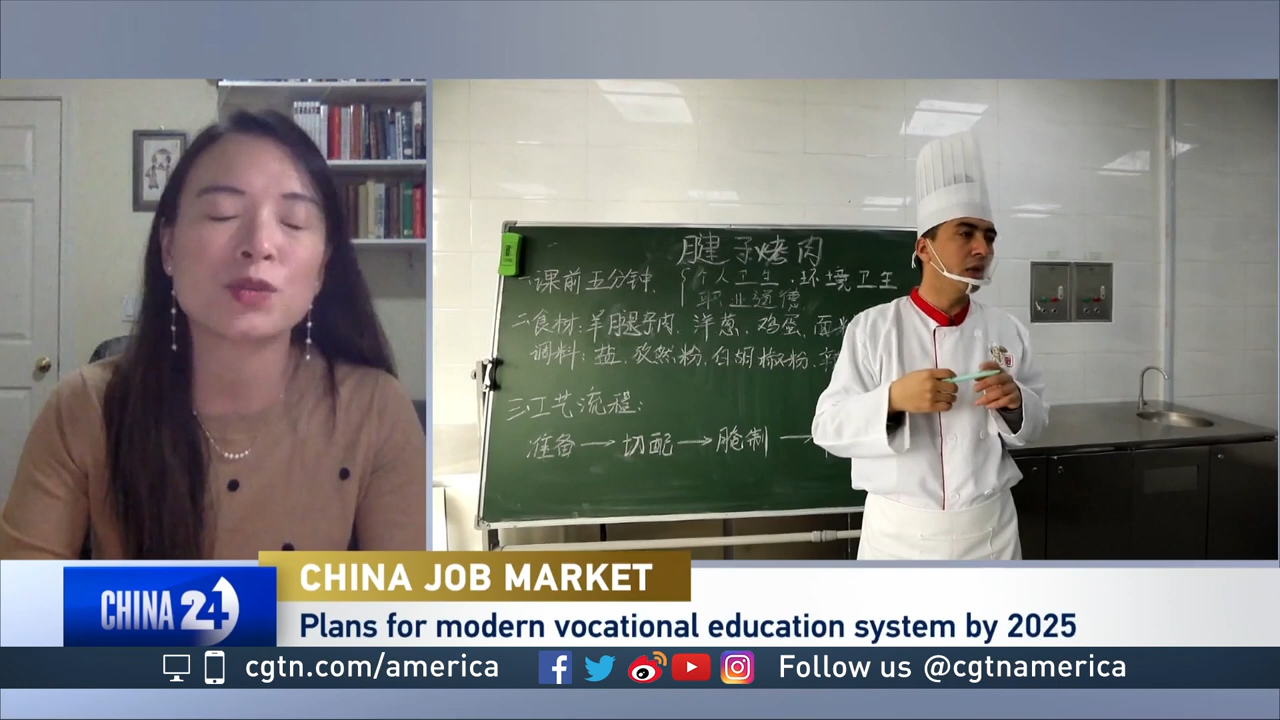 腱子烤肉
一课前五分钟. {个人卫生.环境卫生
职业道德
二食材:羊腱子肉、洋葱、鸡蛋、面
调料:盐、孜然粉、白胡椒粉、
三.工艺流程:
准备→切配→腌制→
CHINA JOB MARKET
CHINA 24
Plans for modern vocational education system by 2025
cgtn.com/america
Follow us @cgtnamerica